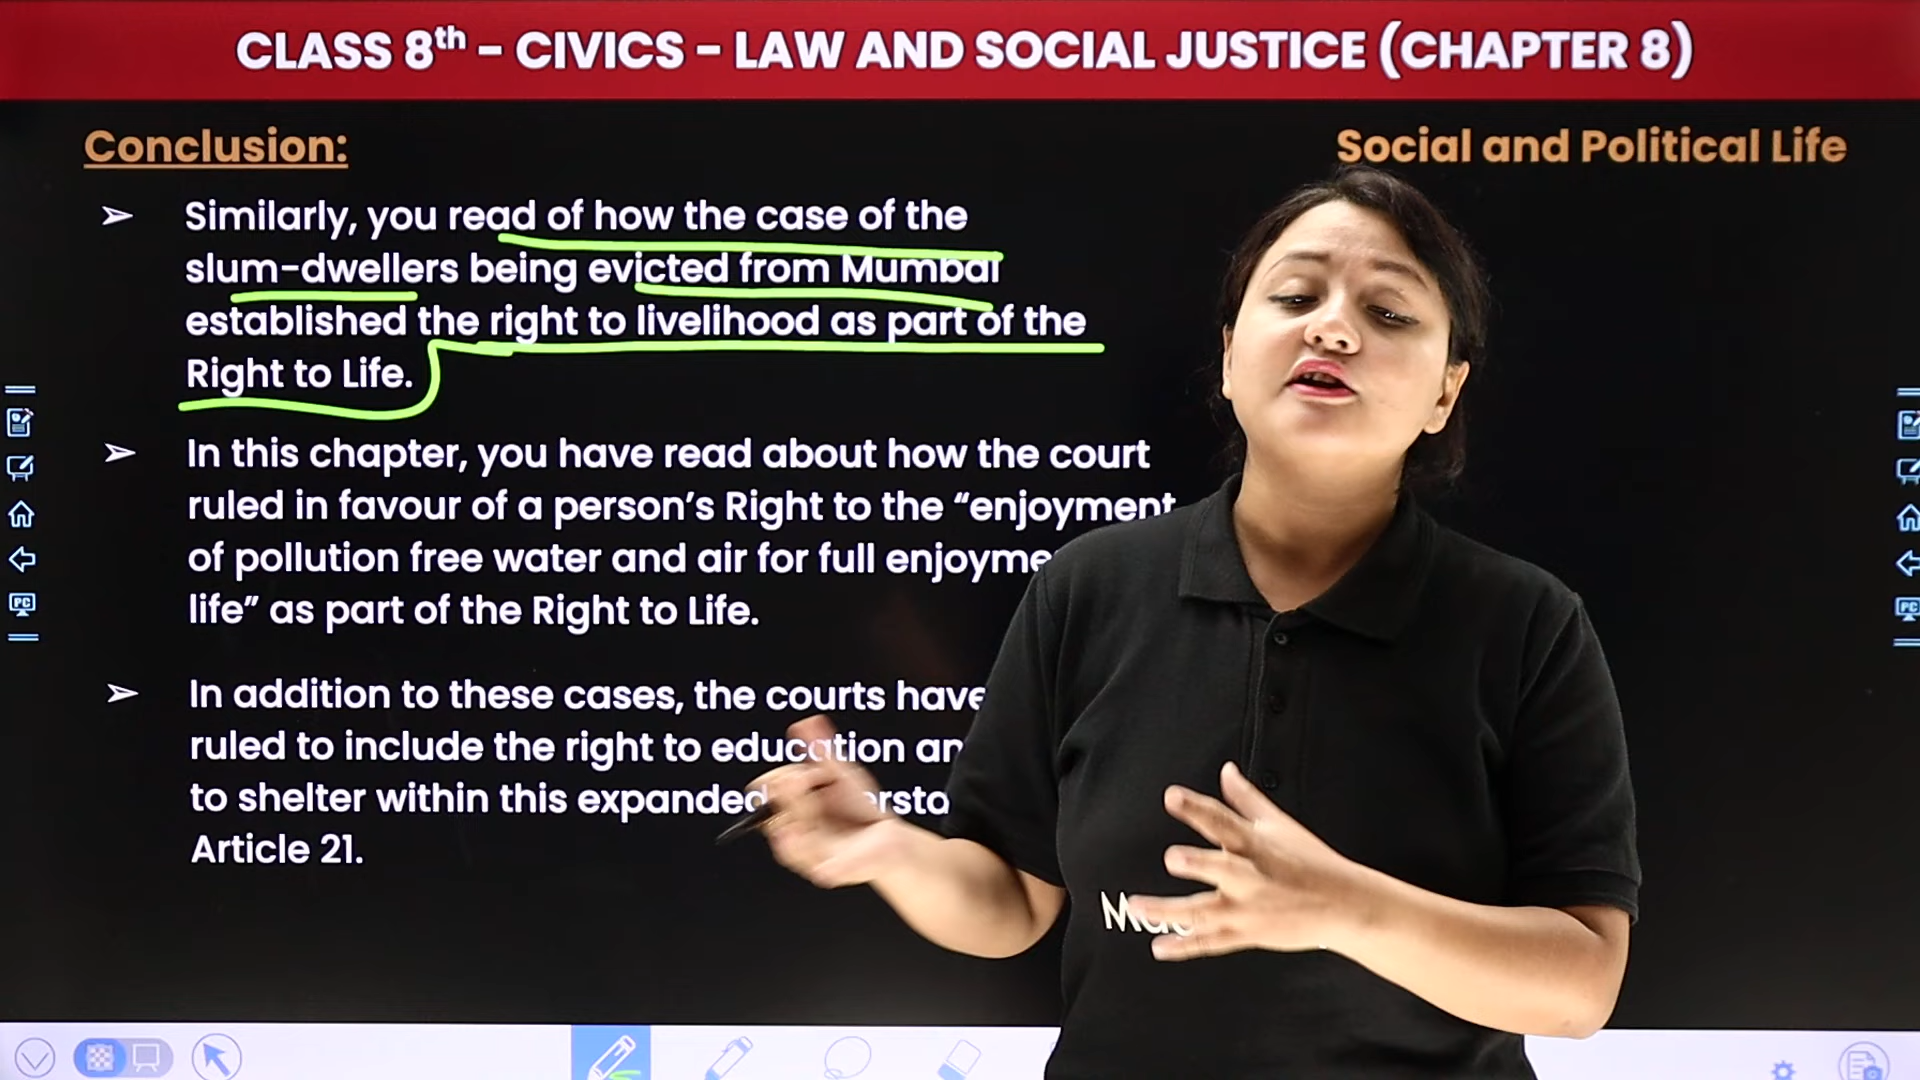 CLASS 8th - CIVICS - LAW AND SOCIAL JUSTICE (CHAPTER 8)
Conclusion:
Social and Political Life
➢ Similarly, you read of how the case of the
slum-dwellers being evicted from Mumbai
established the right to livelihood as part of the
Right to Life.
➢ In this chapter, you have read about how the court
ruled in favour of a person's Right to the “enjoyment
of pollution free water and air for full
life” as part of the Right to Life.
➢ In addition to these cases, the courts have
ruled to include the right to education
to shelter within this expanded
Article 21.
PC
PC